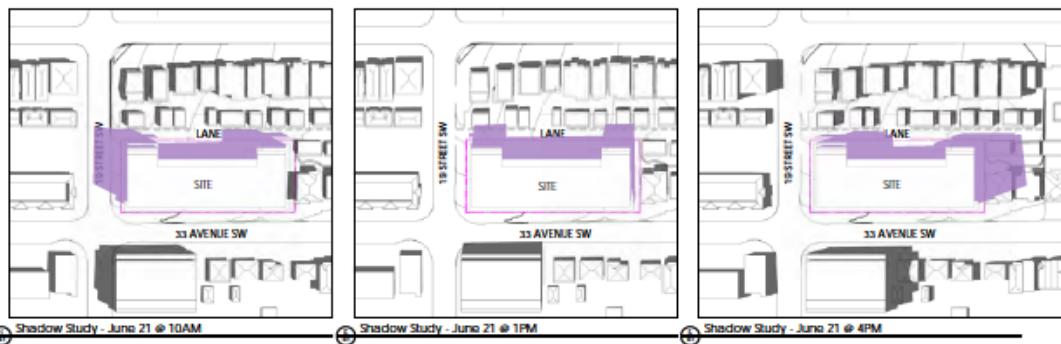 19 STREET SW
LANE
SITE
33 AVENUE SW
Shadow Study - June 21 @ 10AM
19 STREET SW
LANE
SITE
33 AVENUE SW
Shadow Study - June 21 @ 1PM
19 STREET SW
LANE
SITE
33 AVENUE SW
Shadow Study - June 21 @ 4PM